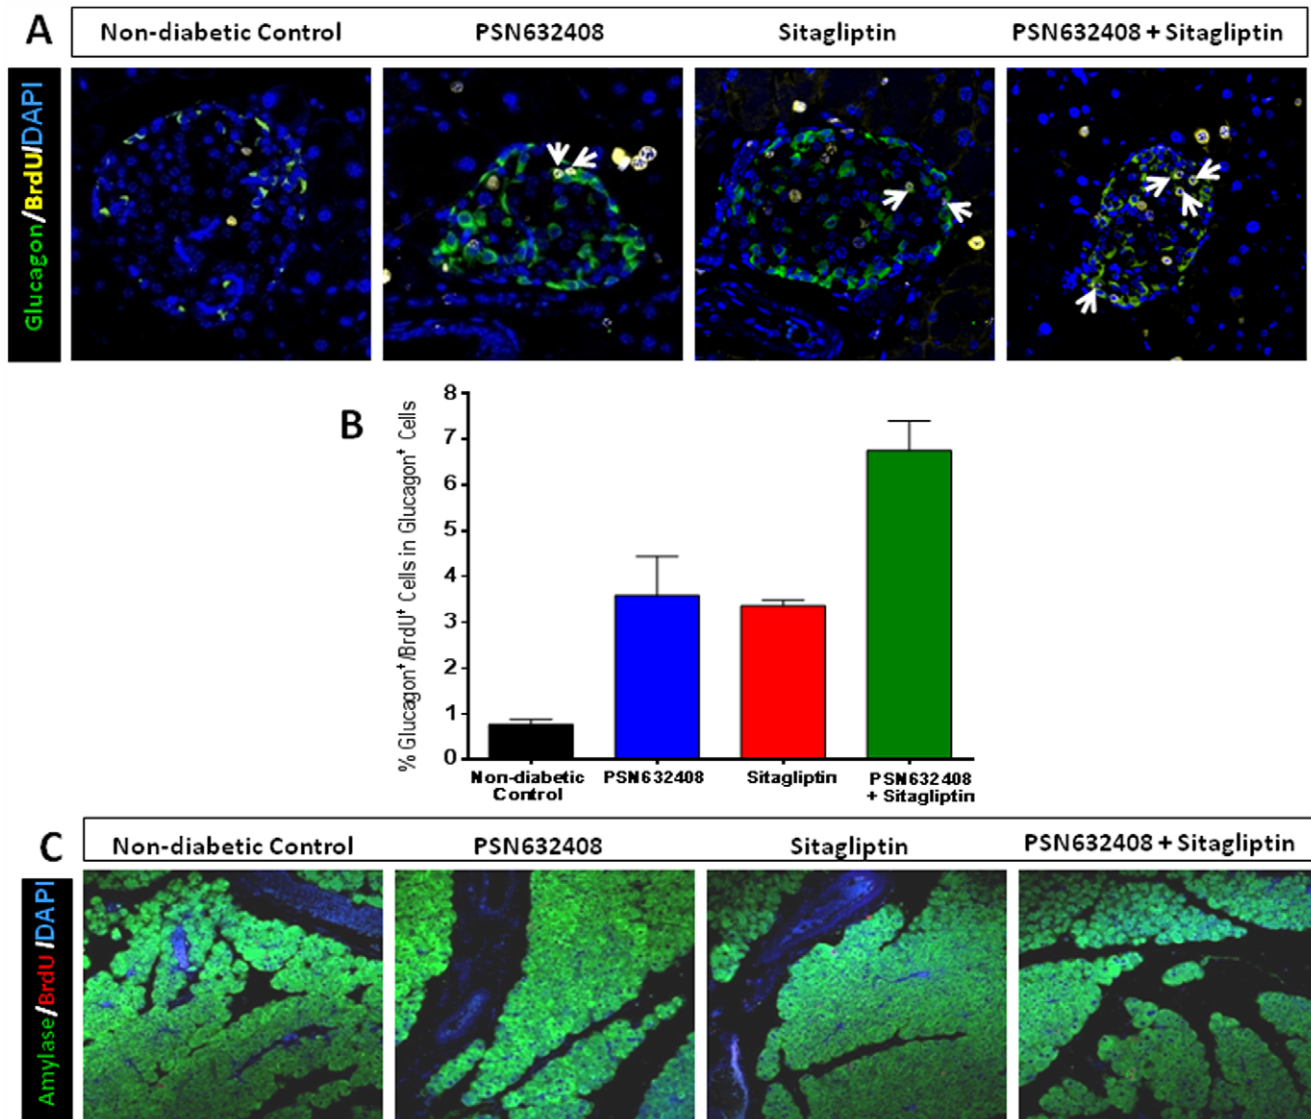 A
Non-diabetic Control
PSN632408
Sitagliptin
PSN632408 + Sitagliptin
Glucagon/BrdU/DAPI
B
% Glucagon⁺/BrdU⁺ Cells in Glucagon⁺ Cells
8
7
6
5
4
3
2
1
0
Non-diabetic
Control
PSN632408
Sitagliptin
PSN632408
+ Sitagliptin
C
Non-diabetic Control
PSN632408
Sitagliptin
PSN632408 + Sitagliptin
Amylase/BrdU/DAPI